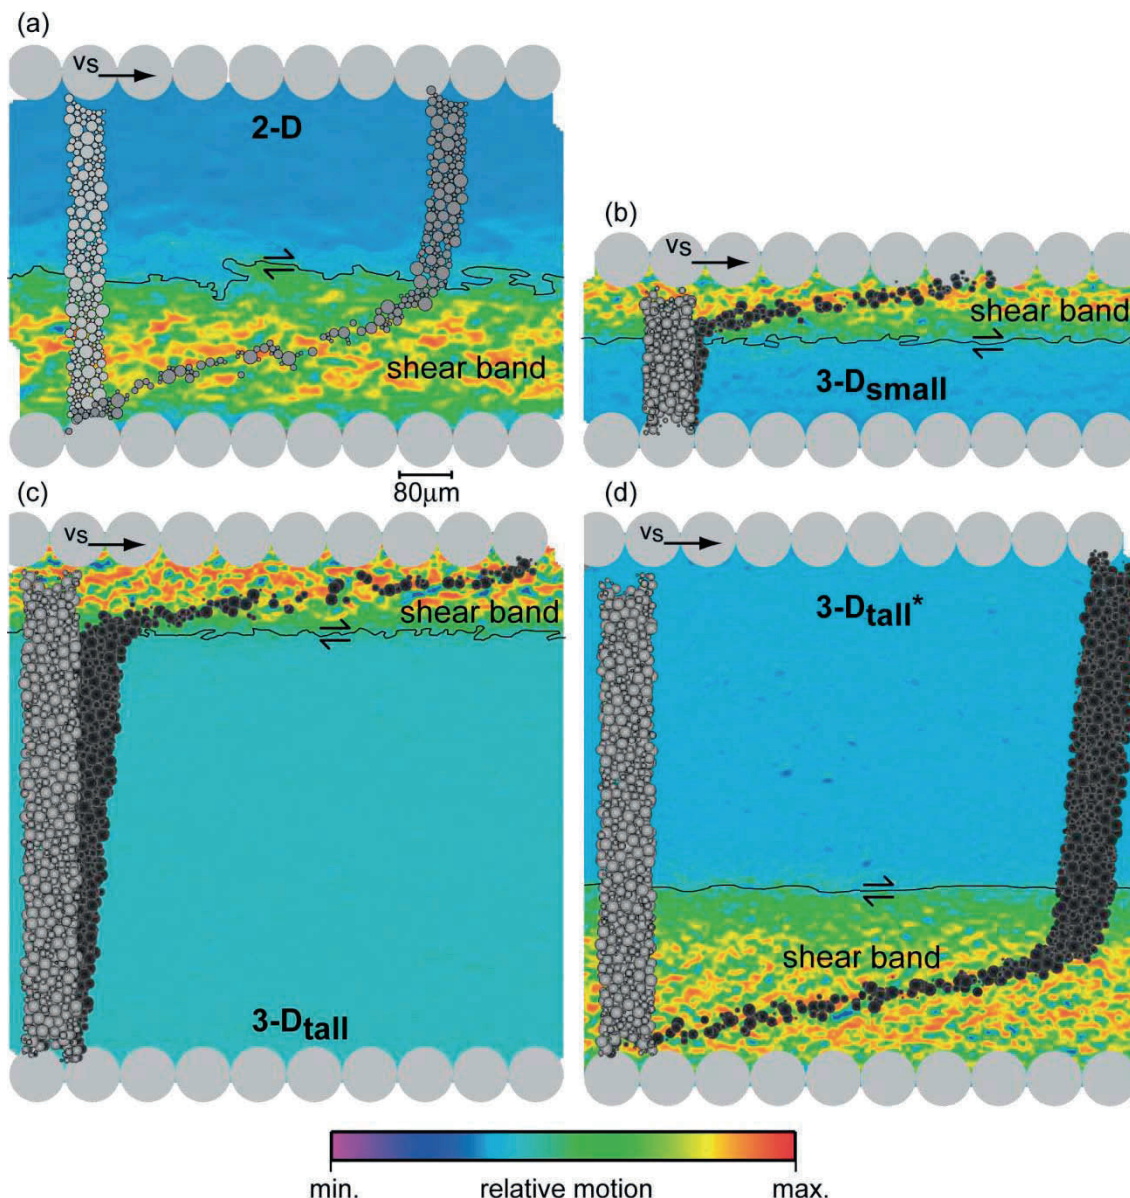 (a)
vs
2-D
shear band
80μm
(b)
vs
shear band
3-Dsmall
(c)
vs
shear band
3-Dtall
(d)
vs
3-Dtall*
shear band
min. relative motion max.